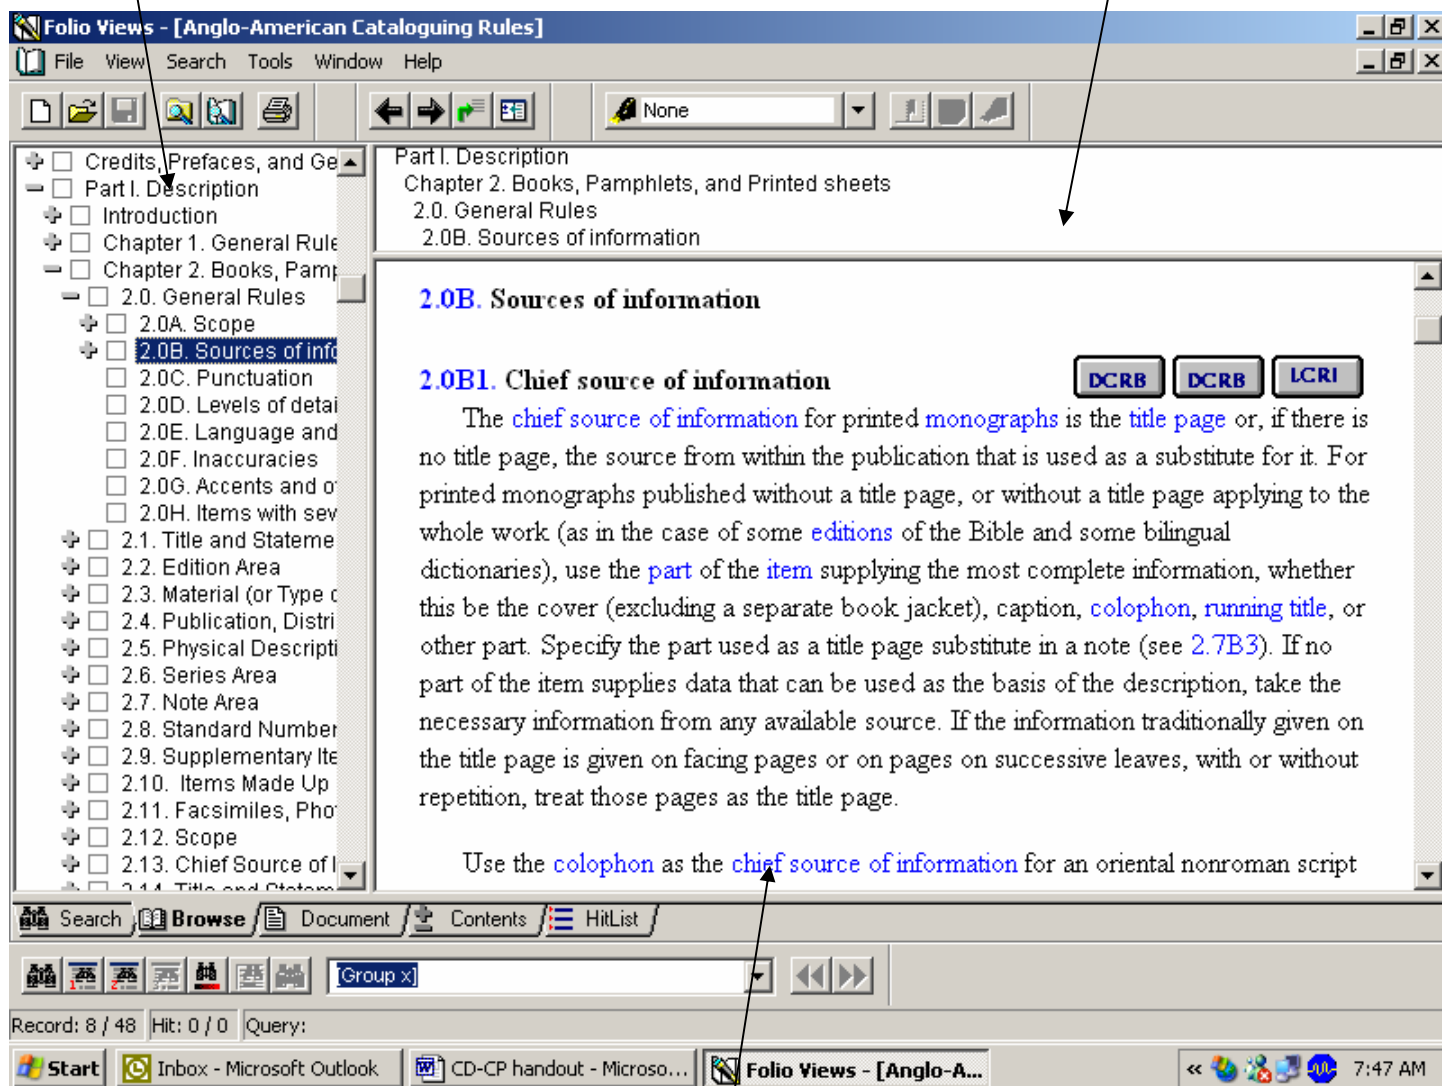 Folio Views - [Anglo-American Cataloguing Rules]
File View Search Tools Window Help
None
Credits, Prefaces, and Ge
Part I. Description
Introduction
Chapter 1. General Rule
Chapter 2. Books, Pamp
2.0. General Rules
2.0A. Scope
2.0B. Sources of info
2.0C. Punctuation
2.0D. Levels of detai
2.0E. Language and
2.0F. Inaccuracies
2.0G. Accents and o
2.0H. Items with sev
2.1. Title and Stateme
2.2. Edition Area
2.3. Material (or Type o
2.4. Publication, Distri
2.5. Physical Descripti
2.6. Series Area
2.7. Note Area
2.8. Standard Number
2.9. Supplementary Ite
2.10. Items Made Up
2.11. Facsimiles, Pho
2.12. Scope
2.13. Chief Source of I
2.14. Title and Statem
Part I. Description
Chapter 2. Books, Pamphlets, and Printed sheets
2.0. General Rules
2.0B. Sources of information
2.0B. Sources of information
2.0B1. Chief source of information DCRB DCRB LCRI
The chief source of information for printed monographs is the title page or, if there is
no title page, the source from within the publication that is used as a substitute for it. For
printed monographs published without a title page, or without a title page applying to the
whole work (as in the case of some editions of the Bible and some bilingual
dictionaries), use the part of the item supplying the most complete information, whether
this be the cover (excluding a separate book jacket), caption, colophon, running title, or
other part. Specify the part used as a title page substitute in a note (see 2.7B3). If no
part of the item supplies data that can be used as the basis of the description, take the
necessary information from any available source. If the information traditionally given on
the title page is given on facing pages or on pages on successive leaves, with or without
repetition, treat those pages as the title page.
Use the colophon as the chief source of information for an oriental nonroman script
Search Browse Document Contents HitList
[Group x]
Record: 8 / 48 Hit: 0 / 0 Query:
Start Inbox - Microsoft Outlook CD-CP handout - Microso... Folio Views - [Anglo-A... « 7:47 AM